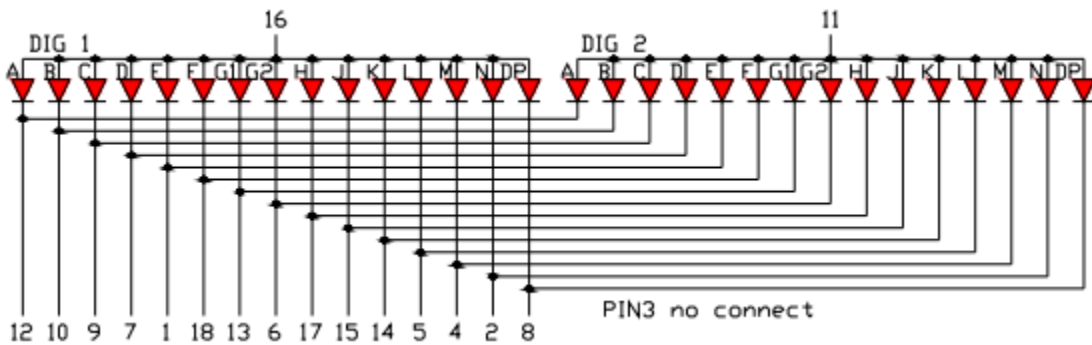 16 11
DIG 1 DIG 2
A B C D E F G1 G2 H J K L M N DP A B C D E F G1 G2 H J K L M N DP
PIN3 no connect
12 10 9 7 1 18 13 6 17 15 14 5 4 2 8